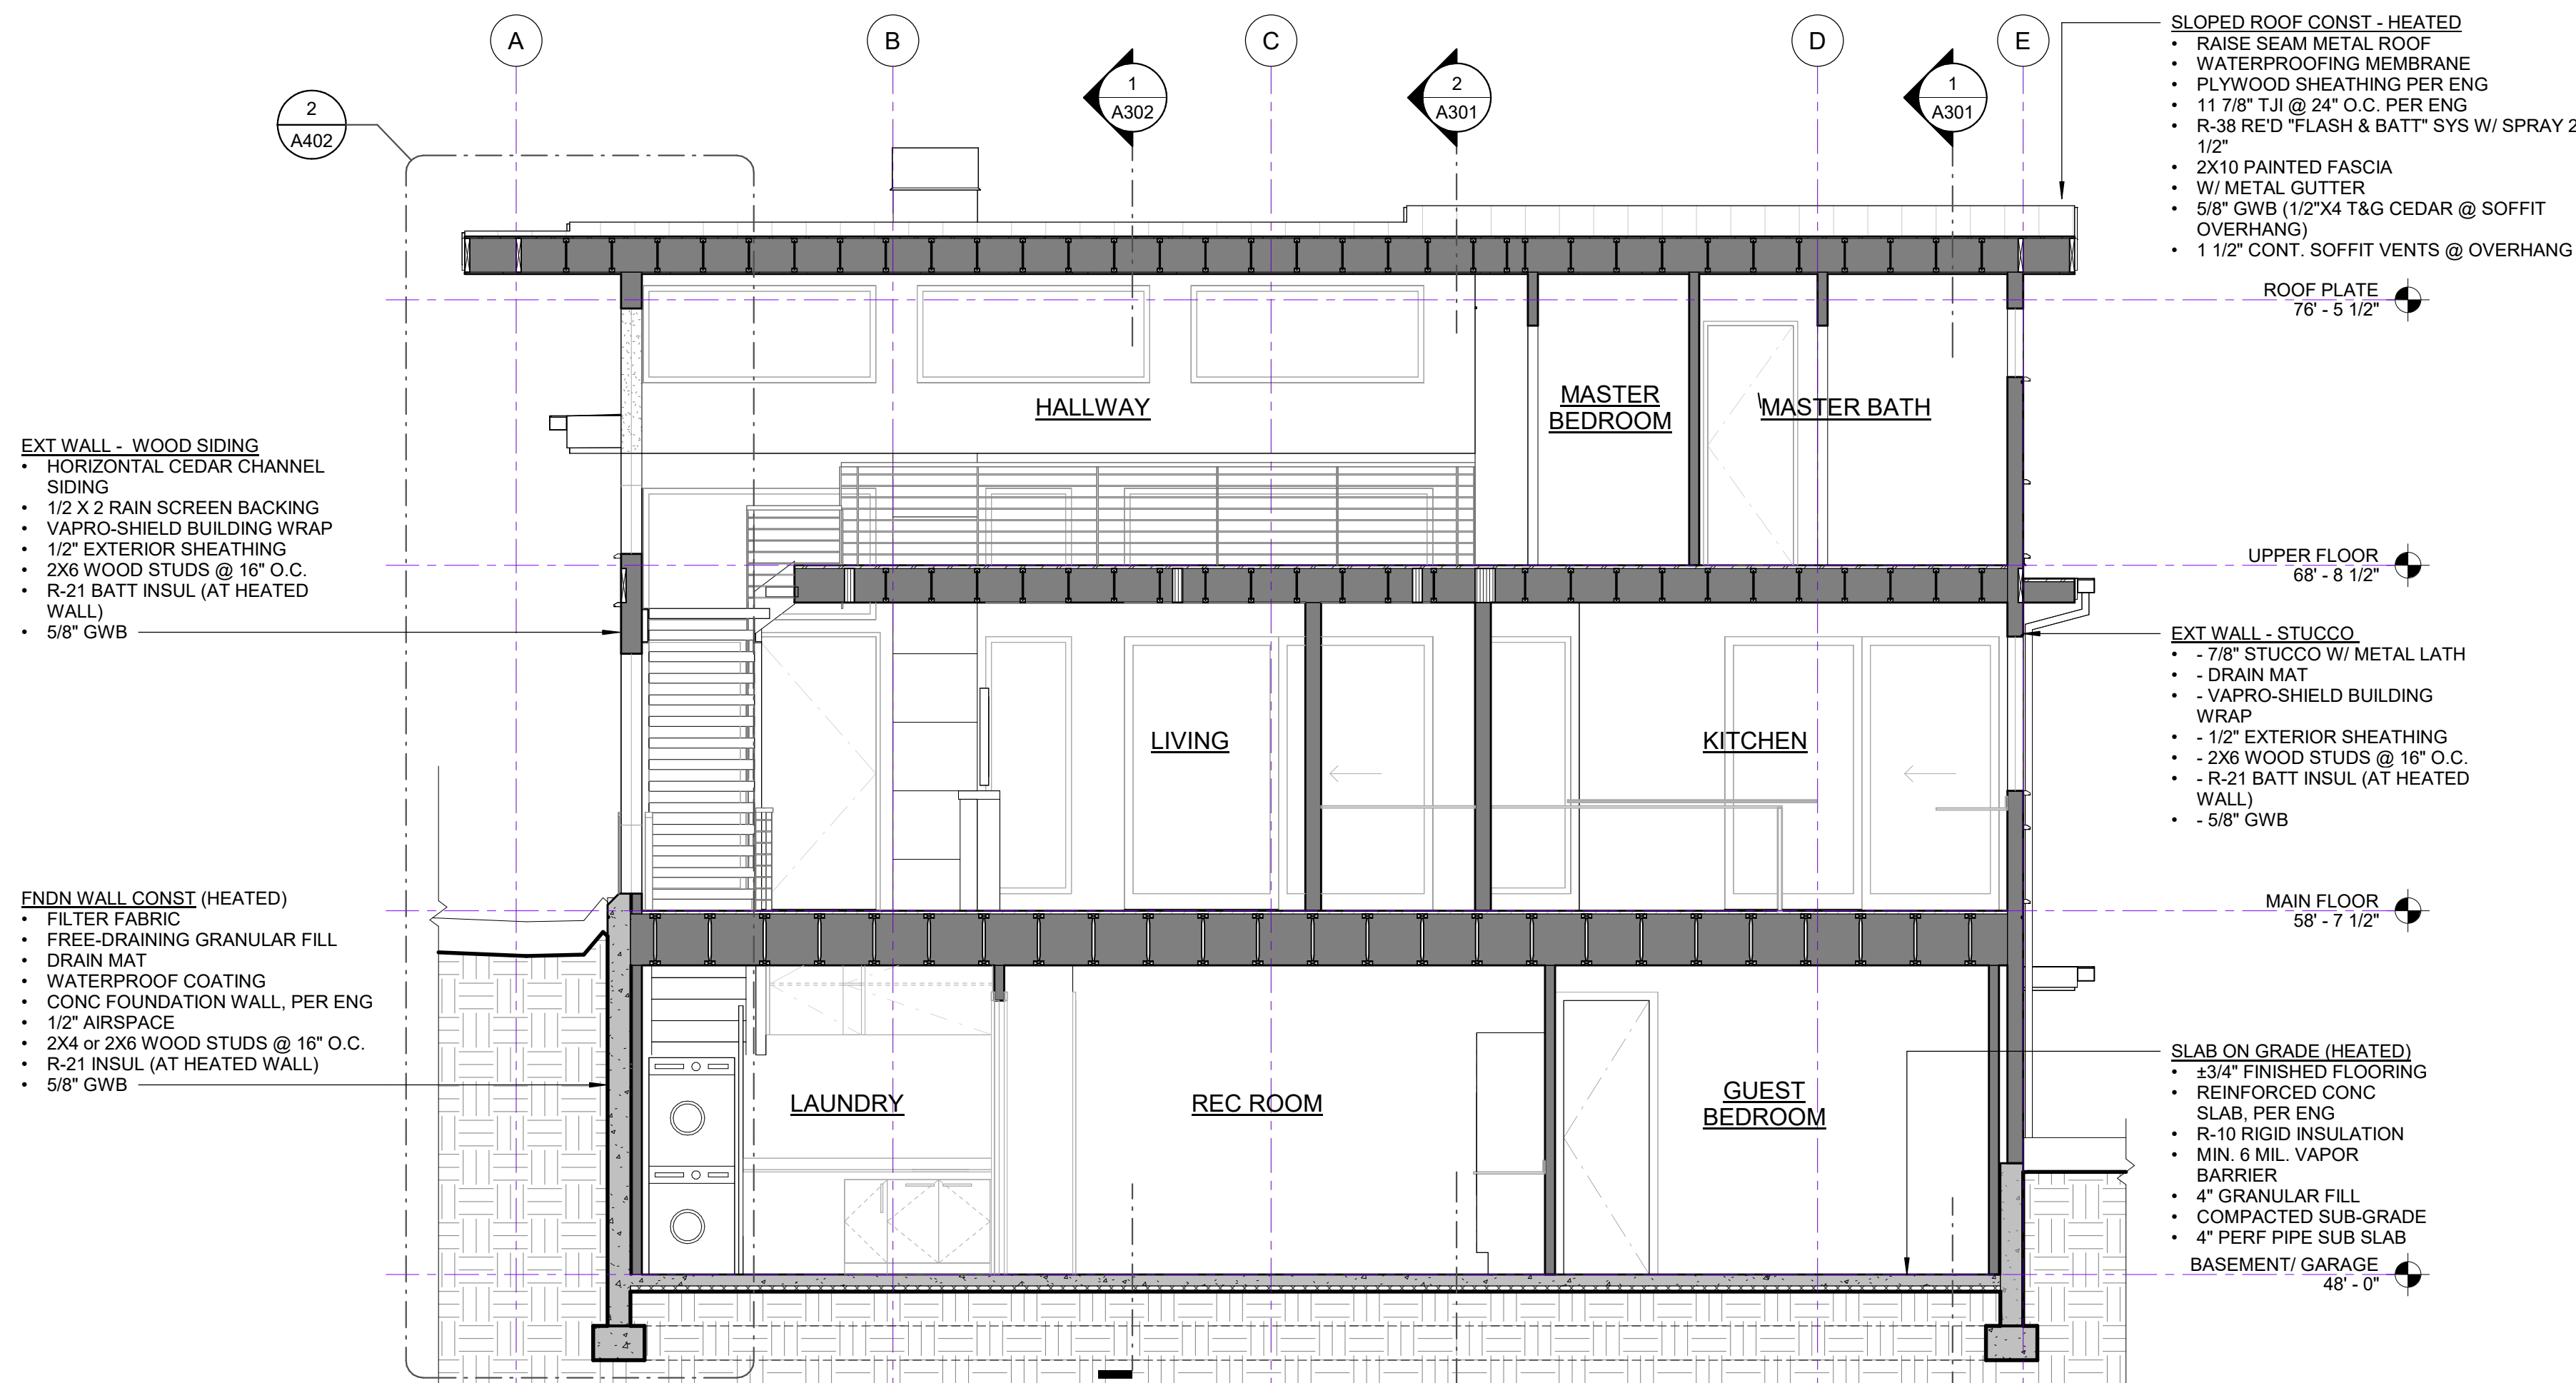 A
B
C
D
E
2
A402
1
A302
2
A301
1
A301
SLOPED ROOF CONST - HEATED
• RAISE SEAM METAL ROOF
• WATERPROOFING MEMBRANE
• PLYWOOD SHEATHING PER ENG
• 11 7/8" TJI @ 24" O.C. PER ENG
• R-38 RE'D "FLASH & BATT" SYS W/ SPRAY 2
1/2"
• 2X10 PAINTED FASCIA
• W/ METAL GUTTER
• 5/8" GWB (1/2"X4 T&G CEDAR @ SOFFIT
OVERHANG)
• 1 1/2" CONT. SOFFIT VENTS @ OVERHANG
ROOF PLATE
76' - 5 1/2"
HALLWAY
MASTER
BEDROOM
MASTER BATH
EXT WALL - WOOD SIDING
• HORIZONTAL CEDAR CHANNEL
SIDING
• 1/2 X 2 RAIN SCREEN BACKING
• VAPRO-SHIELD BUILDING WRAP
• 1/2" EXTERIOR SHEATHING
• 2X6 WOOD STUDS @ 16" O.C.
• R-21 BATT INSUL (AT HEATED
WALL)
• 5/8" GWB
UPPER FLOOR
68' - 8 1/2"
EXT WALL - STUCCO
• - 7/8" STUCCO W/ METAL LATH
• - DRAIN MAT
• - VAPRO-SHIELD BUILDING
WRAP
• - 1/2" EXTERIOR SHEATHING
• - 2X6 WOOD STUDS @ 16" O.C.
• - R-21 BATT INSUL (AT HEATED
WALL)
• - 5/8" GWB
LIVING
KITCHEN
MAIN FLOOR
58' - 7 1/2"
FNDN WALL CONST (HEATED)
• FILTER FABRIC
• FREE-DRAINING GRANULAR FILL
• DRAIN MAT
• WATERPROOF COATING
• CONC FOUNDATION WALL, PER ENG
• 1/2" AIRSPACE
• 2X4 or 2X6 WOOD STUDS @ 16" O.C.
• R-21 INSUL (AT HEATED WALL)
• 5/8" GWB
LAUNDRY
REC ROOM
GUEST
BEDROOM
SLAB ON GRADE (HEATED)
• ±3/4" FINISHED FLOORING
• REINFORCED CONC
SLAB, PER ENG
• R-10 RIGID INSULATION
• MIN. 6 MIL. VAPOR
BARRIER
• 4" GRANULAR FILL
• COMPACTED SUB-GRADE
• 4" PERF PIPE SUB SLAB
BASEMENT/ GARAGE
48' - 0"